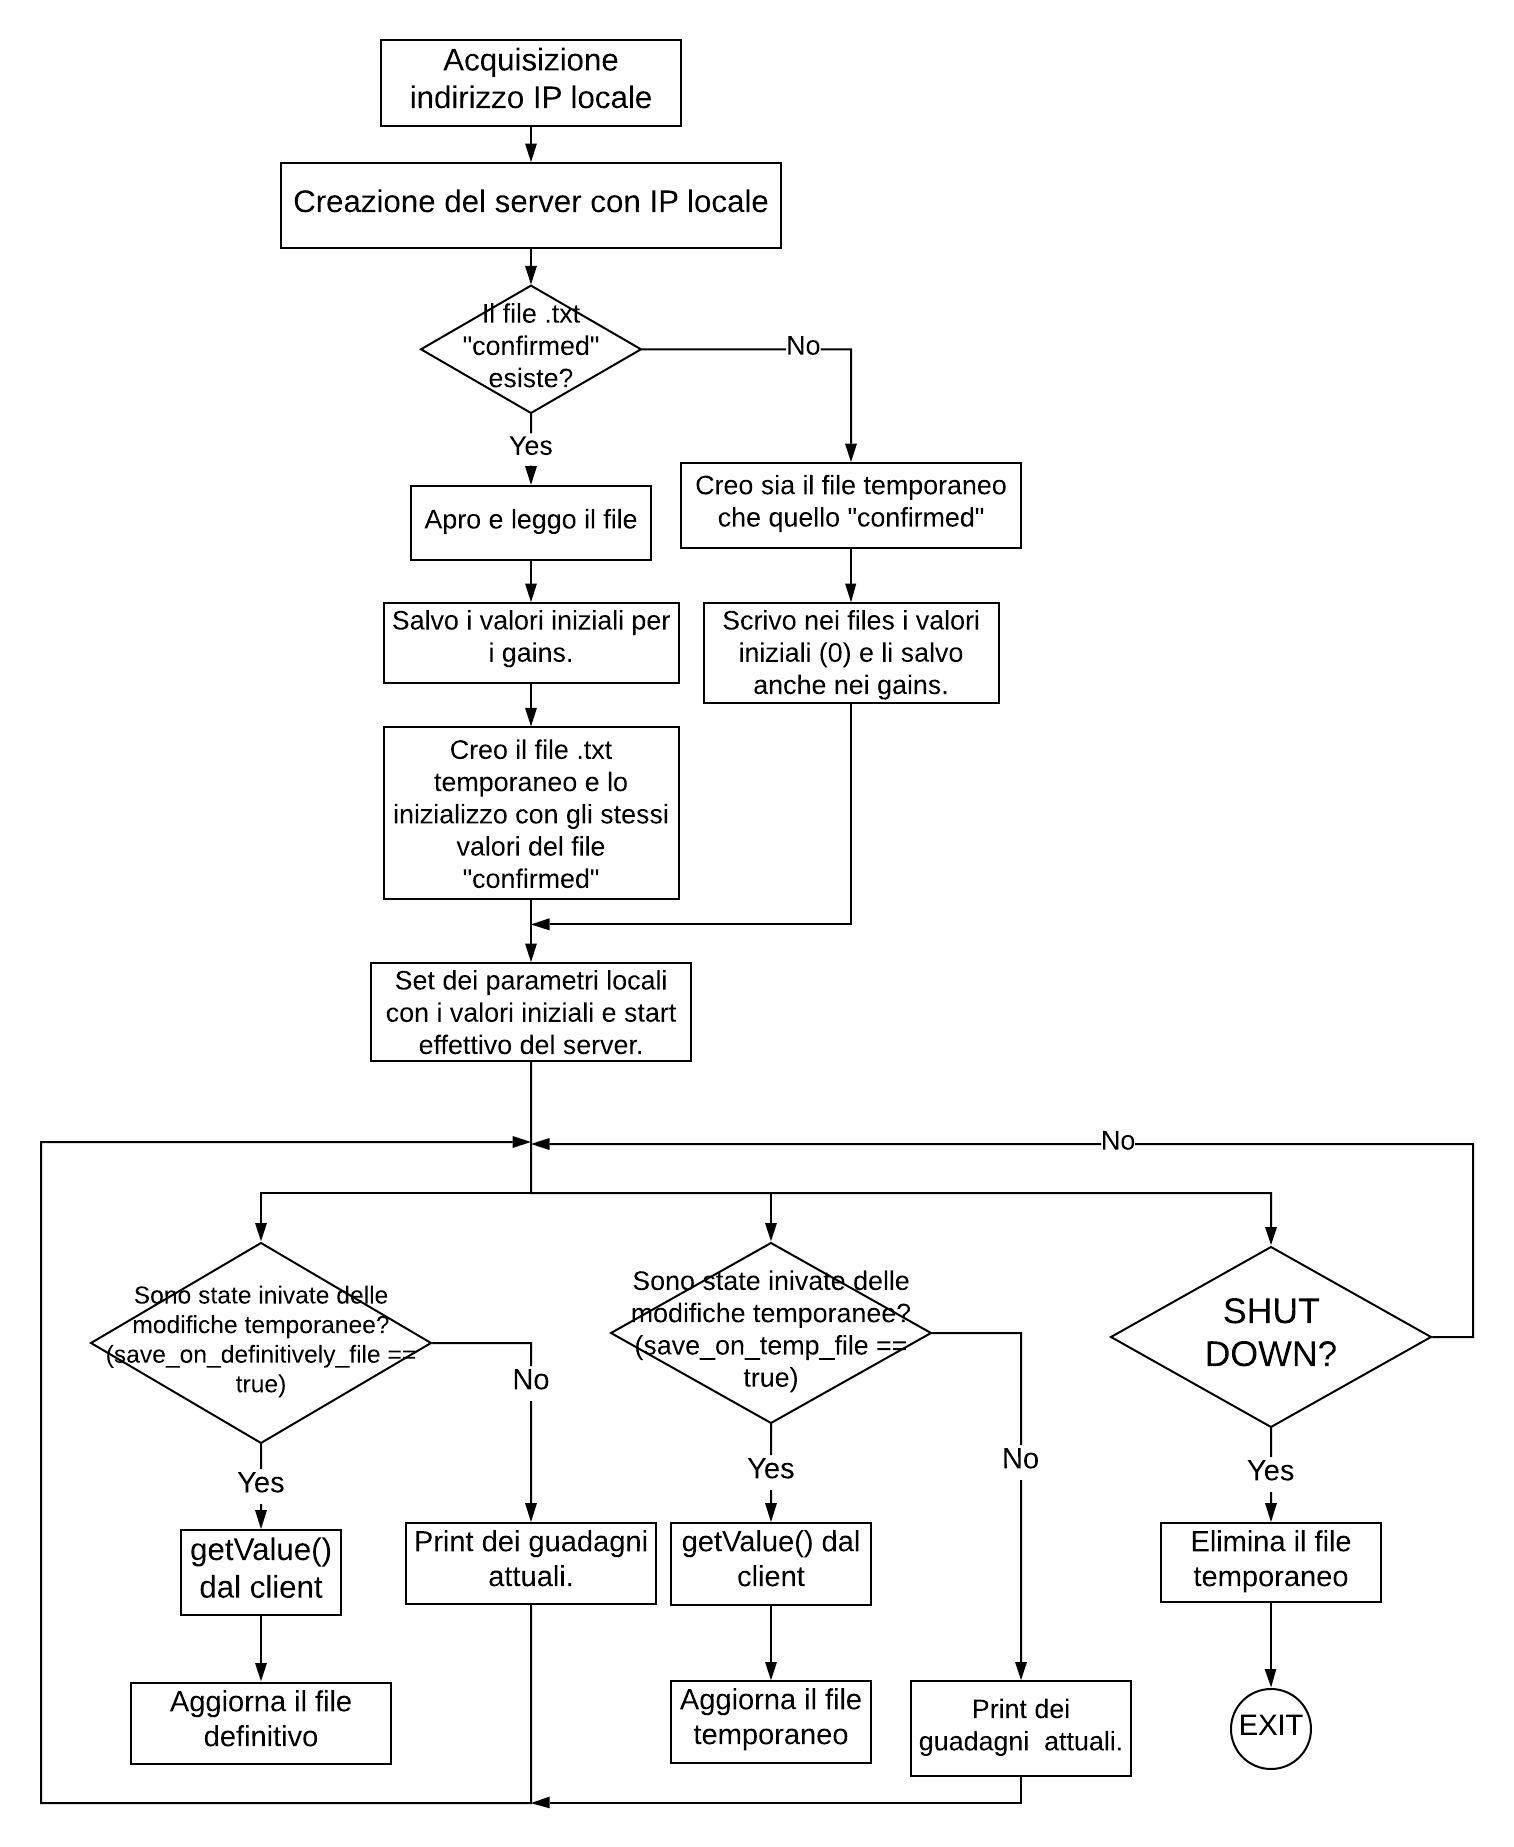 Acquisizione
indirizzo IP locale
Creazione del server con IP locale
Il file .txt
"confirmed"
esiste?
No
Yes
Apro e leggo il file
Creo sia il file temporaneo
che quello "confirmed"
Salvo i valori iniziali per
i gains.
Scrivo nei files i valori
iniziali (0) e li salvo
anche nei gains.
Creo il file .txt
temporaneo e lo
inizializzo con gli stessi
valori del file
"confirmed"
Set dei parametri locali
con i valori iniziali e start
effettivo del server.
No
Sono state inivate delle
modifiche temporanee?
(save_on_definitively_file ==
true)
Sono state inivate delle
modifiche temporanee?
(save_on_temp_file ==
true)
SHUT
DOWN?
No
No
Yes
Yes
Yes
getValue()
dal client
Print dei guadagni
attuali.
getValue() dal
client
Elimina il file
temporaneo
Aggiorna il file
definitivo
Aggiorna il file
temporaneo
Print dei
guadagni  attuali.
EXIT